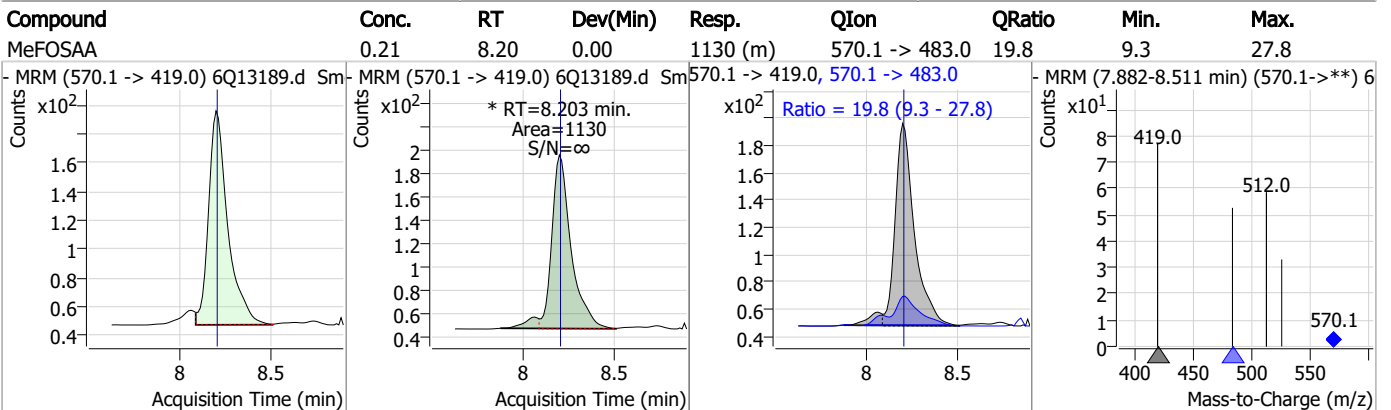 Compound Conc. RT Dev(Min) Resp. QIon QRatio Min. Max.
MeFOSAA 0.21 8.20 0.00 1130 (m) 570.1 -> 483.0 19.8 9.3 27.8
- MRM (570.1 -> 419.0) 6Q13189.d Sm
Counts
x10²
1.6
1.4
1.2
1
0.8
0.6
0.4
8 8.5
Acquisition Time (min)
- MRM (570.1 -> 419.0) 6Q13189.d Sm
Counts
x10²
* RT=8.203 min.
Area=1130
S/N=∞
2
1.8
1.6
1.4
1.2
1
0.8
0.6
0.4
8 8.5
Acquisition Time (min)
570.1 -> 419.0, 570.1 -> 483.0
x10²
Ratio = 19.8 (9.3 - 27.8)
1.8
1.6
1.4
1.2
1
0.8
0.6
0.4
8 8.5
Acquisition Time (min)
- MRM (7.882-8.511 min) (570.1->**) 6
Counts
x10¹
419.0
512.0
570.1
8
7
6
5
4
3
2
1
0
400 450 500 550
Mass-to-Charge (m/z)